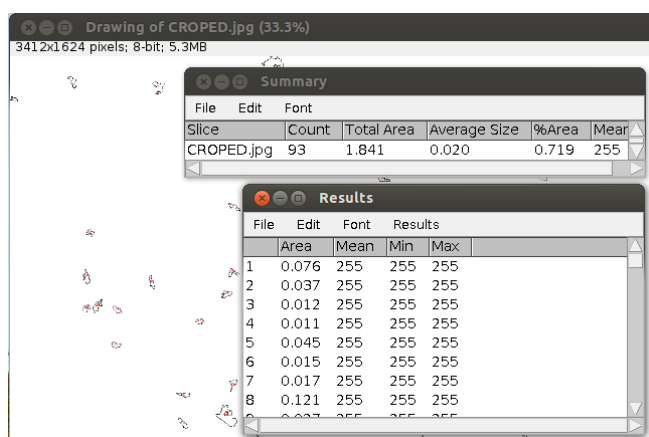 Drawing of CROPED.jpg (33.3%)
3412x1624 pixels; 8-bit; 5.3MB
Summary
File Edit Font
Slice Count Total Area Average Size %Area Mear
CROPED.jpg 93 1.841 0.020 0.719 255
Results
File Edit Font Results
Area Mean Min Max
1 0.076 255 255 255
2 0.037 255 255 255
3 0.012 255 255 255
4 0.011 255 255 255
5 0.045 255 255 255
6 0.015 255 255 255
7 0.017 255 255 255
8 0.121 255 255 255